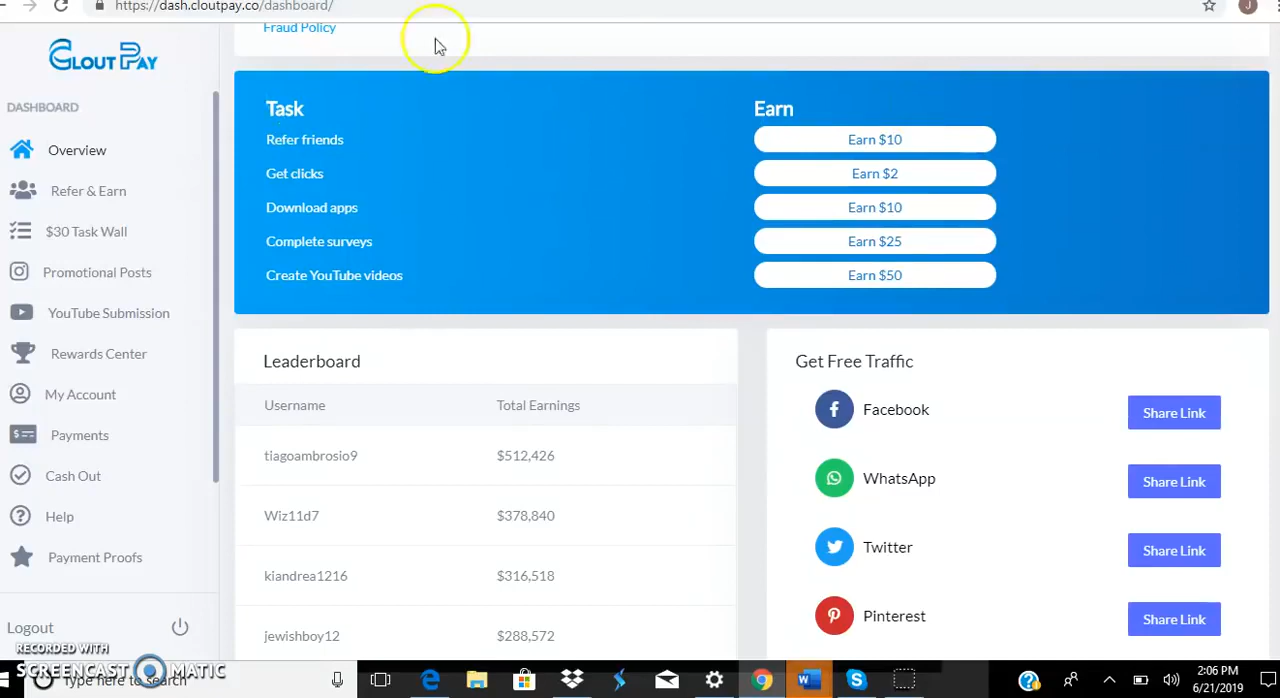 https://dash.cloutpay.co/dashboard/
J
CLOUT PAY
DASHBOARD
Overview
Refer & Earn
$30 Task Wall
Promotional Posts
YouTube Submission
Rewards Center
My Account
Payments
Cash Out
Help
Payment Proofs
Logout
Fraud Policy
Task Earn
Refer friends Earn $10
Get clicks Earn $2
Download apps Earn $10
Complete surveys Earn $25
Create YouTube videos Earn $50
Leaderboard
Username Total Earnings
tiagoambrosio9 $512,426
Wiz11d7 $378,840
kiandrea1216 $316,518
jewishboy12 $288,572
Get Free Traffic
Facebook Share Link
WhatsApp Share Link
Twitter Share Link
Pinterest Share Link
RECORDED WITH
SCREENCAST MATIC
Type here to search
2:06 PM
6/21/2019